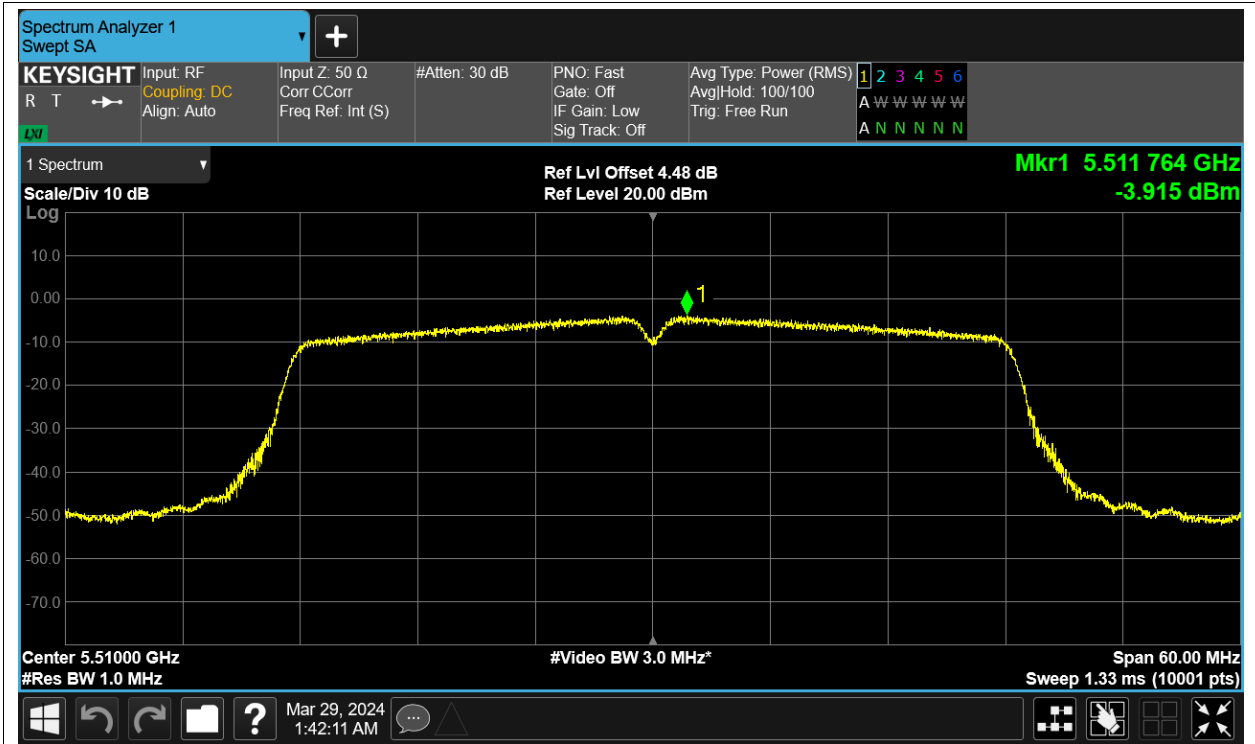 Spectrum Analyzer 1
Swept SA
KEYSIGHT
R T
LXI
Input: RF
Coupling: DC
Align: Auto
Input Z: 50 Ω
Corr CCorr
Freq Ref: Int (S)
#Atten: 30 dB
PNO: Fast
Gate: Off
IF Gain: Low
Sig Track: Off
Avg Type: Power (RMS)
Avg|Hold: 100/100
Trig: Free Run
1 2 3 4 5 6
A W W W W W
A N N N N N
1 Spectrum
Scale/Div 10 dB
Log
Ref Lvl Offset 4.48 dB
Ref Level 20.00 dBm
Mkr1 5.511 764 GHz
-3.915 dBm
10.0
0.00
-10.0
-20.0
-30.0
-40.0
-50.0
-60.0
-70.0
1
Center 5.51000 GHz
#Res BW 1.0 MHz
#Video BW 3.0 MHz*
Span 60.00 MHz
Sweep 1.33 ms (10001 pts)
?
Mar 29, 2024
1:42:11 AM